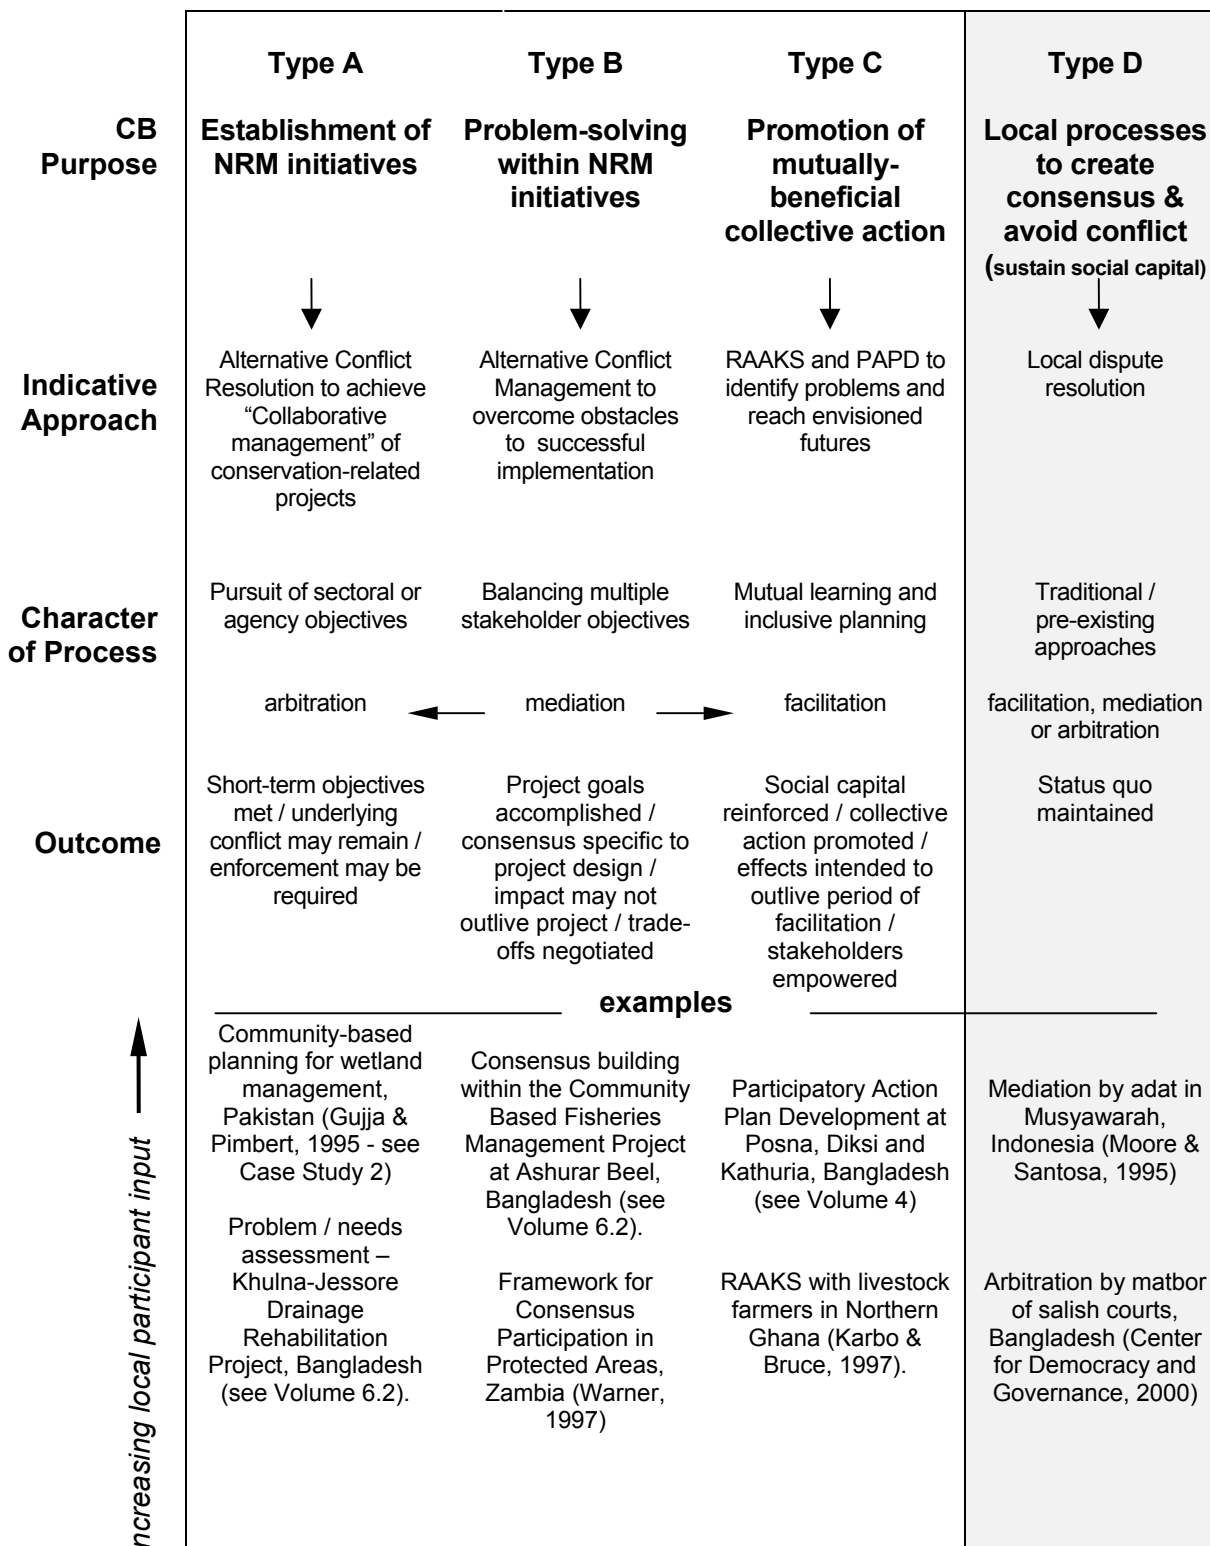 Type A
Type B
Type C
Type D
CB
Purpose
Establishment of
NRM initiatives
Problem-solving
within NRM
initiatives
Promotion of
mutually-
beneficial
collective action
Local processes
to create
consensus &
avoid conflict
(sustain social capital)
Indicative
Approach
Alternative Conflict
Resolution to achieve
“Collaborative
management” of
conservation-related
projects
Alternative Conflict
Management to
overcome obstacles
to successful
implementation
RAAKS and PAPD to
identify problems and
reach envisioned
futures
Local dispute
resolution
Character
of Process
Pursuit of sectoral or
agency objectives
Balancing multiple
stakeholder objectives
Mutual learning and
inclusive planning
Traditional /
pre-existing
approaches
arbitration
mediation
facilitation
facilitation, mediation
or arbitration
Outcome
Short-term objectives
met / underlying
conflict may remain /
enforcement may be
required
Project goals
accomplished /
consensus specific to
project design /
impact may not
outlive project / trade-
offs negotiated
Social capital
reinforced / collective
action promoted /
effects intended to
outlive period of
facilitation /
stakeholders
empowered
Status quo
maintained
examples
Community-based
planning for wetland
management,
Pakistan (Gujja &
Pimbert, 1995 - see
Case Study 2)
Problem / needs
assessment –
Khulna-Jessore
Drainage
Rehabilitation
Project, Bangladesh
(see Volume 6.2).
Consensus building
within the Community
Based Fisheries
Management Project
at Ashurar Beel,
Bangladesh (see
Volume 6.2).
Framework for
Consensus
Participation in
Protected Areas,
Zambia (Warner,
1997)
Participatory Action
Plan Development at
Posna, Diksi and
Kathuria, Bangladesh
(see Volume 4)
RAAKS with livestock
farmers in Northern
Ghana (Karbo &
Bruce, 1997).
Mediation by adat in
Musyawarah,
Indonesia (Moore &
Santosa, 1995)
Arbitration by matbor
of salish courts,
Bangladesh (Center
for Democracy and
Governance, 2000)
ncreasing local participant input